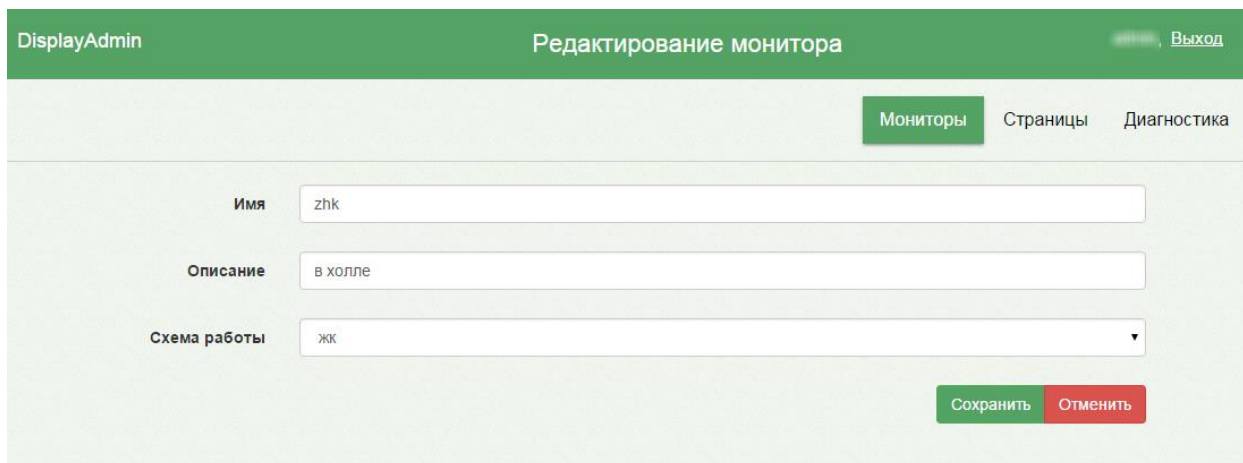 DisplayAdmin Редактирование монитора , Выход
Мониторы Страницы Диагностика
Имя zhk
Описание в холле
Схема работы жк
Сохранить Отменить